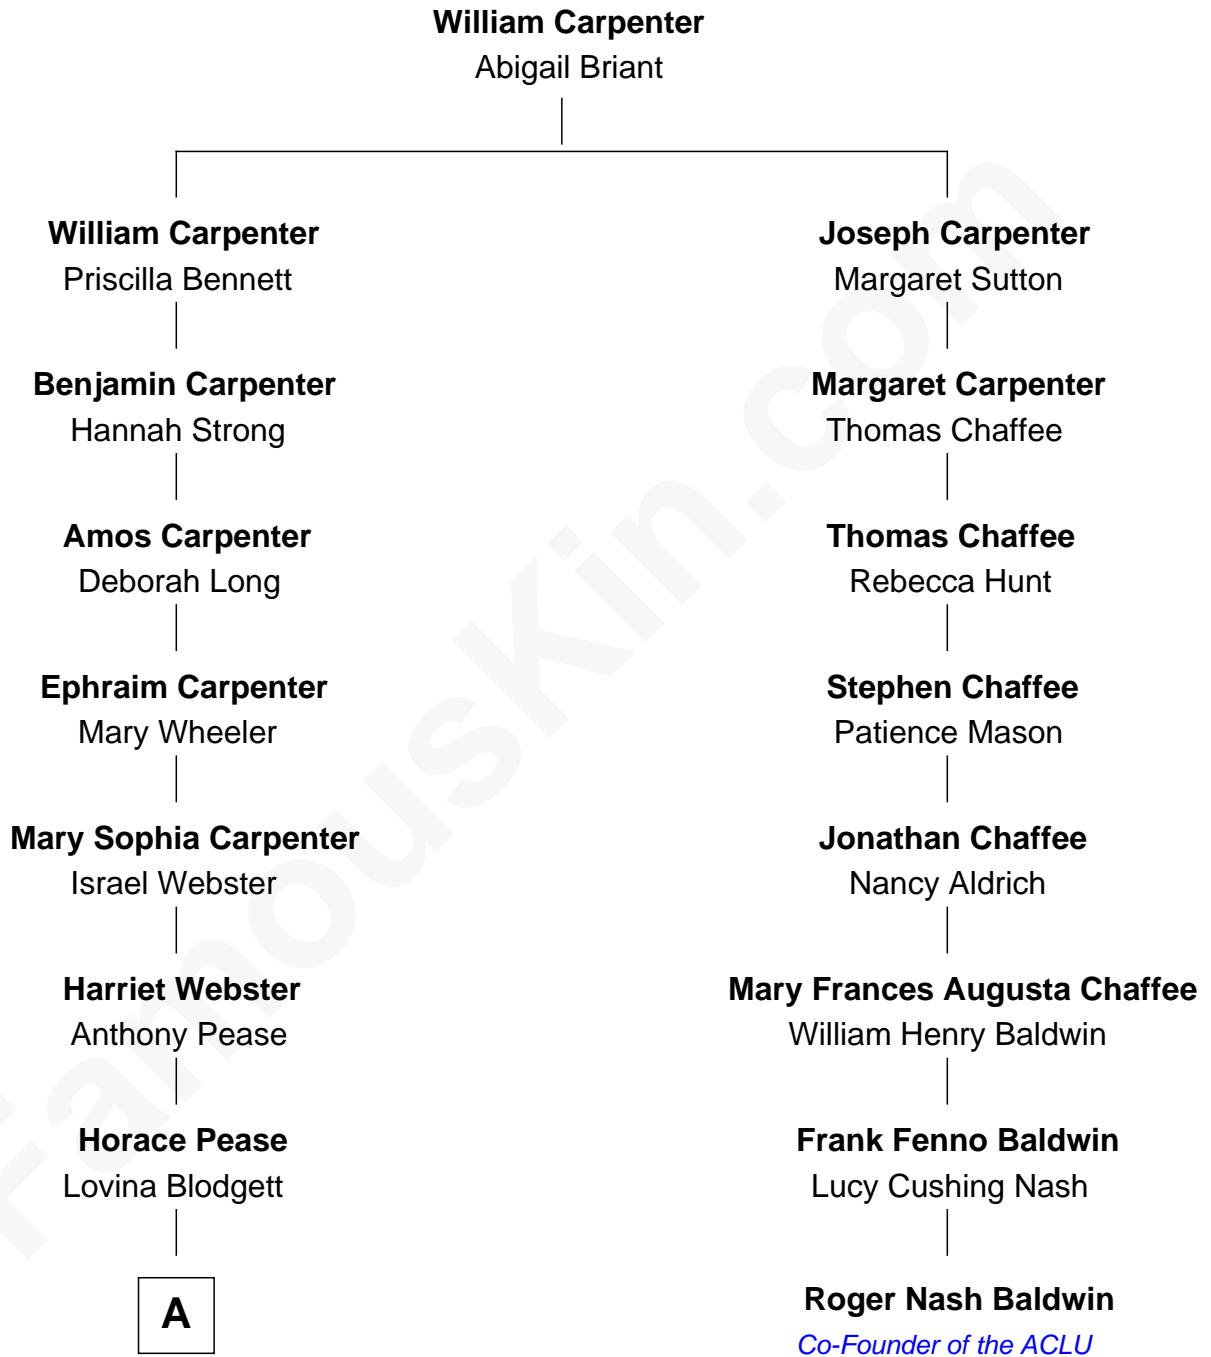 William Carpenter
Abigail Briant
William Carpenter
Priscilla Bennett
Benjamin Carpenter
Hannah Strong
Amos Carpenter
Deborah Long
Ephraim Carpenter
Mary Wheeler
Mary Sophia Carpenter
Israel Webster
Harriet Webster
Anthony Pease
Horace Pease
Lovina Blodgett
A
Joseph Carpenter
Margaret Sutton
Margaret Carpenter
Thomas Chaffee
Thomas Chaffee
Rebecca Hunt
Stephen Chaffee
Patience Mason
Jonathan Chaffee
Nancy Aldrich
Mary Frances Augusta Chaffee
William Henry Baldwin
Frank Fenno Baldwin
Lucy Cushing Nash
Roger Nash Baldwin
Co-Founder of the ACLU
FamousKin.com